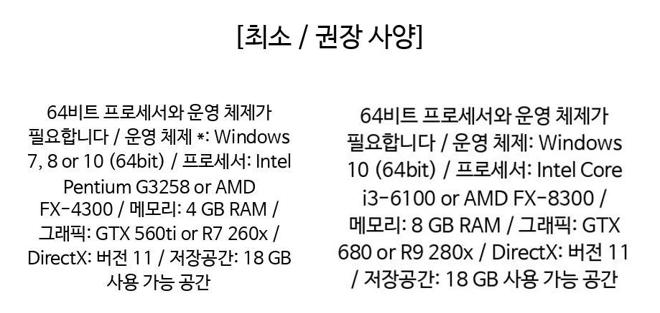 [최소 / 권장 사양]
64비트 프로세서와 운영 체제가
필요합니다 / 운영 체제 *: Windows
7, 8 or 10 (64bit) / 프로세서: Intel
Pentium G3258 or AMD
FX-4300 / 메모리: 4 GB RAM /
그래픽: GTX 560ti or R7 260x /
DirectX: 버전 11 / 저장공간: 18 GB
사용 가능 공간
64비트 프로세서와 운영 체제가
필요합니다 / 운영 체제: Windows
10 (64bit) / 프로세서: Intel Core
i3-6100 or AMD FX-8300 /
메모리: 8 GB RAM / 그래픽: GTX
680 or R9 280x / DirectX: 버전 11
/ 저장공간: 18 GB 사용 가능 공간